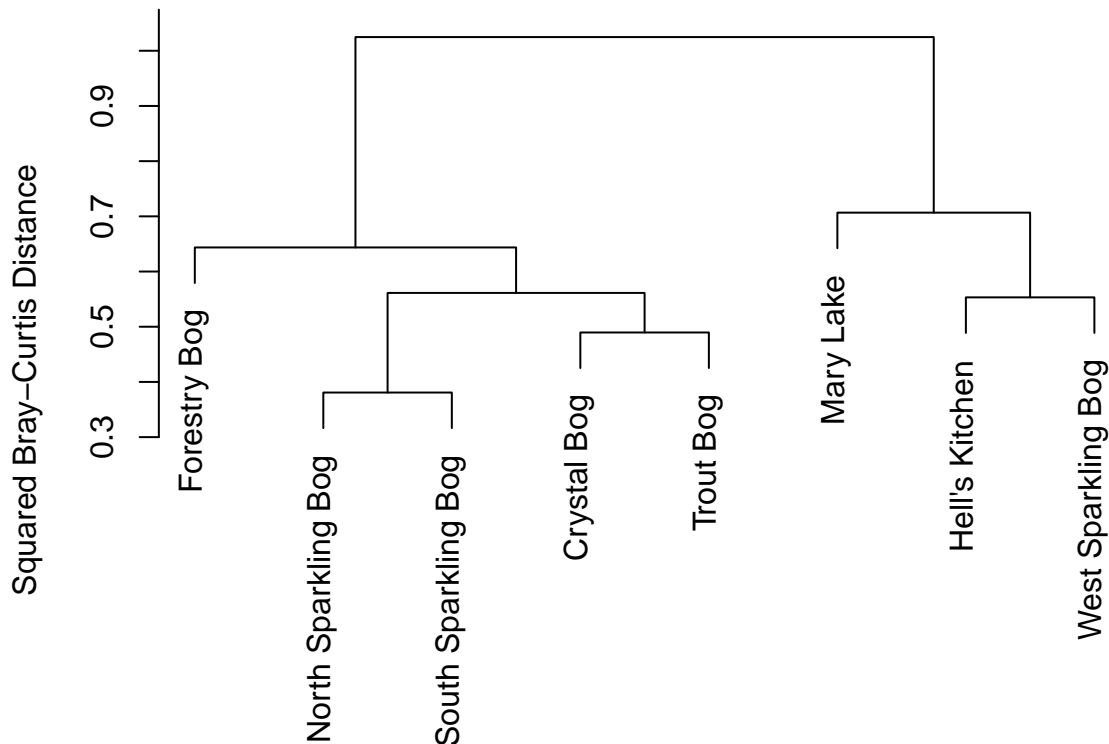 Squared Bray–Curtis Distance
0.9
0.7
0.5
0.3
Forestry Bog
North Sparkling Bog
South Sparkling Bog
Crystal Bog
Trout Bog
Mary Lake
Hell's Kitchen
West Sparkling Bog